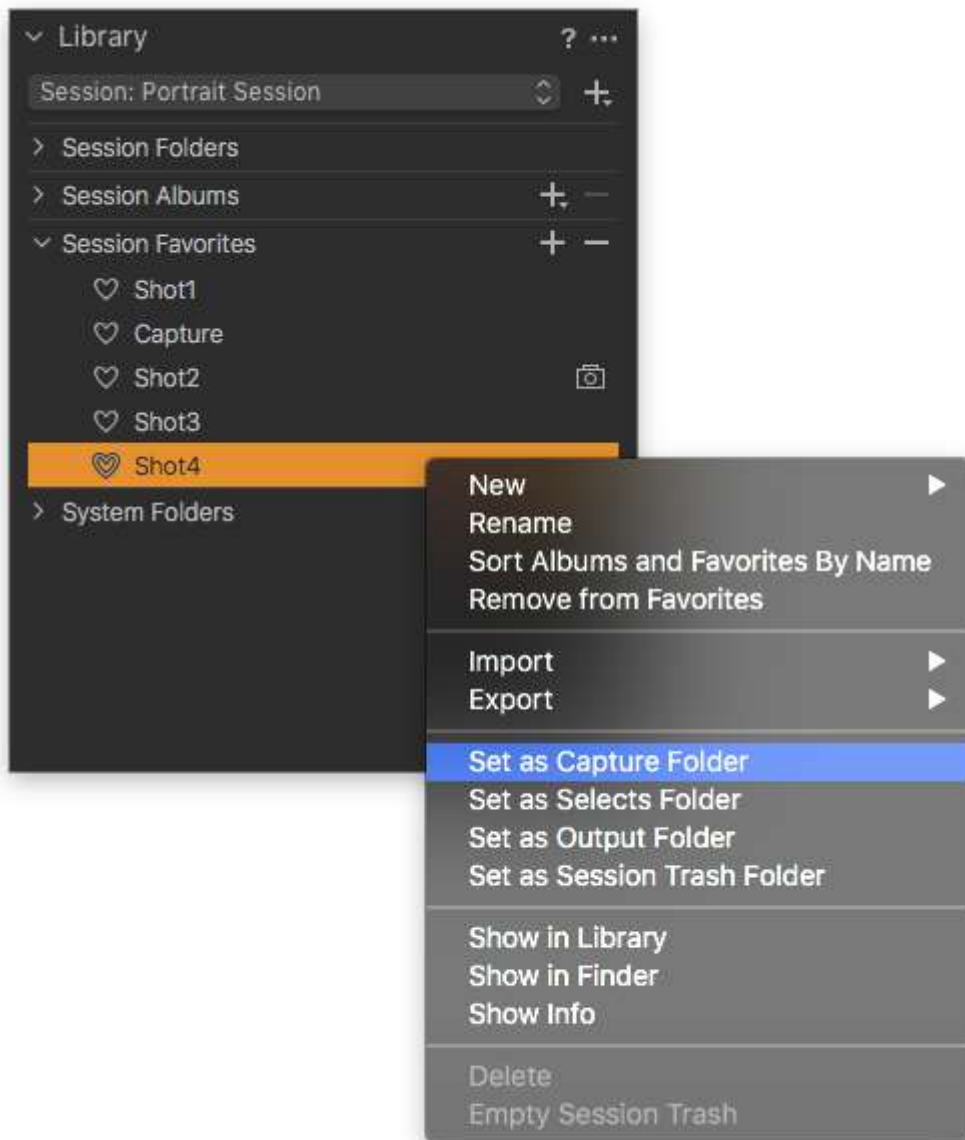 Library ? ...
Session: Portrait Session
Session Folders
Session Albums
Session Favorites
Shot1
Capture
Shot2
Shot3
Shot4
System Folders
New
Rename
Sort Albums and Favorites By Name
Remove from Favorites
Import
Export
Set as Capture Folder
Set as Selects Folder
Set as Output Folder
Set as Session Trash Folder
Show in Library
Show in Finder
Show Info
Delete
Empty Session Trash